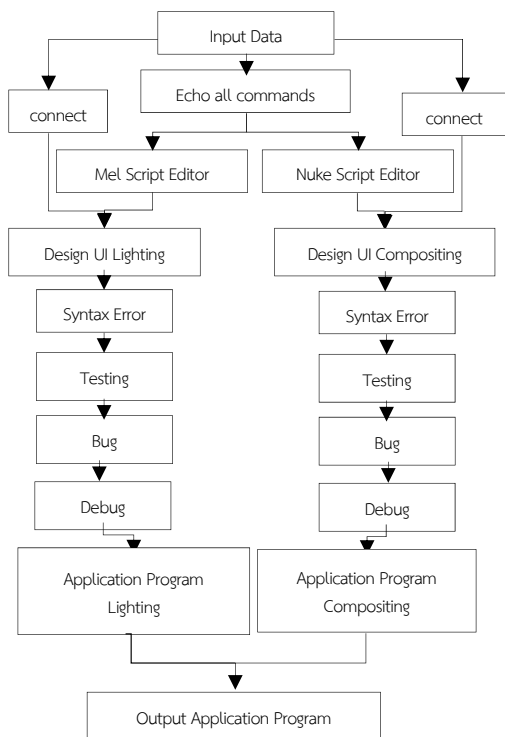 Input Data
Echo all commands
connect
connect
Mel Script Editor
Nuke Script Editor
Design UI Lighting
Design UI Compositing
Syntax Error
Syntax Error
Testing
Testing
Bug
Bug
Debug
Debug
Application Program
Lighting
Application Program
Compositing
Output Application Program